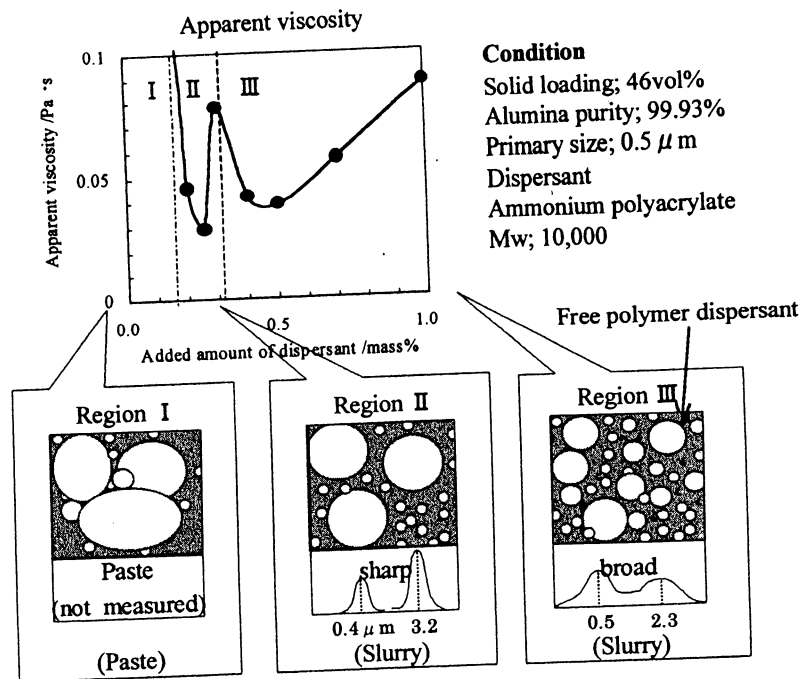 Apparent viscosity
0.1
0.05
0
Apparent viscosity /Pa・s
I
II
III
0.0
0.5
1.0
Added amount of dispersant /mass%
Condition
Solid loading; 46vol%
Alumina purity; 99.93%
Primary size; 0.5 μm
Dispersant
Ammonium polyacrylate
Mw; 10,000
Free polymer dispersant
Region I
Paste
(not measured)
(Paste)
Region II
sharp
0.4 μm 3.2
(Slurry)
Region III
broad
0.5 2.3
(Slurry)